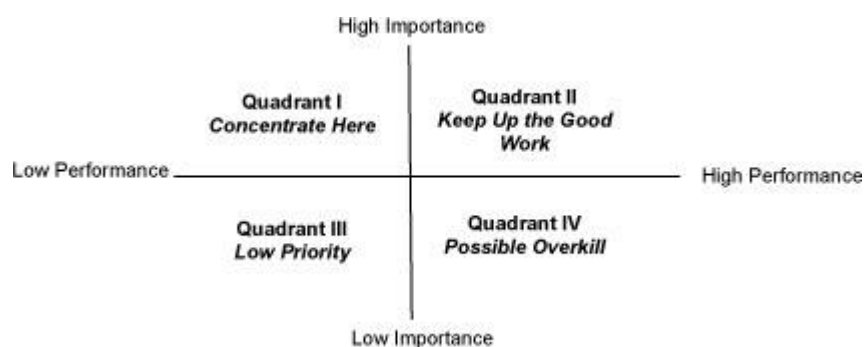 High Importance
Quadrant I
Concentrate Here
Quadrant II
Keep Up the Good
Work
Low Performance
High Performance
Quadrant III
Low Priority
Quadrant IV
Possible Overkill
Low Importance